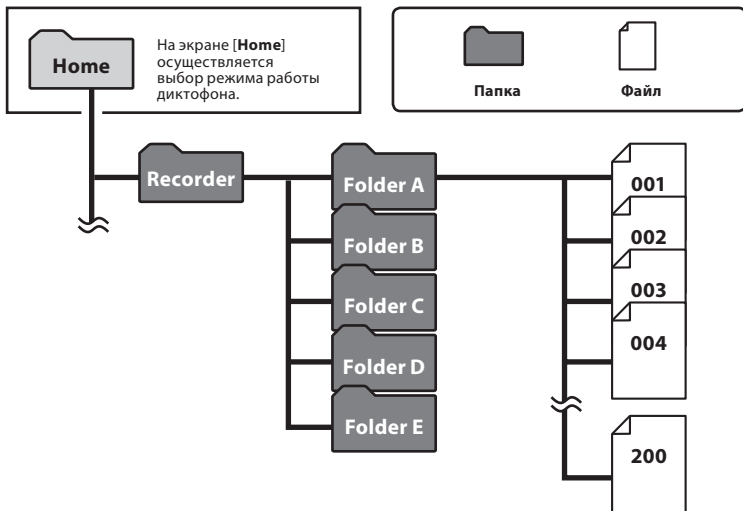 Home
На экране [Home]
осуществляется
выбор режима работы
диктофона.
Папка
Файл
Recorder
Folder A
Folder B
Folder C
Folder D
Folder E
001
002
003
004
200